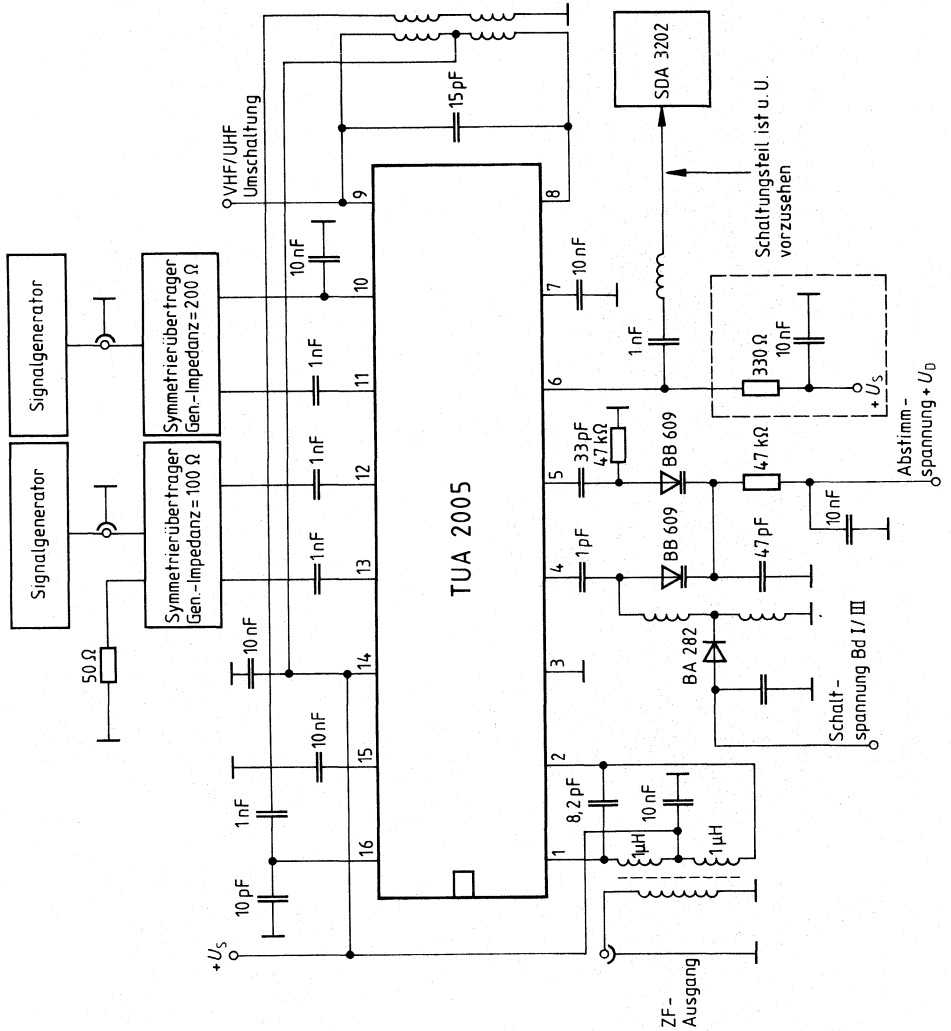 Signalgenerator
Signalgenerator
50 Ω
Symmetrierübertrager
Gen.-Impedanz = 100 Ω
Symmetrierübertrager
Gen.-Impedanz = 200 Ω
VHF/UHF
Umschaltung
+Us
10 pF
1 nF
10 nF
10 nF
1 nF
1 nF
1 nF
10 nF
15 pF
16
15
14
13
12
11
10
9
TUA 2005
1
2
3
4
5
6
7
8
8,2 pF
10 nF
1 µH
1 µH
ZF-
Ausgang
1 pF
33 pF
47 kΩ
BB 609
BB 609
BA 282
47 pF
47 kΩ
10 nF
Schalt-
spannung Bd I/III
Abstimm-
spannung + UD
1 nF
10 nF
330 Ω
10 nF
+Us
SDA 3202
Schaltungsteil ist u. U.
vorzusehen